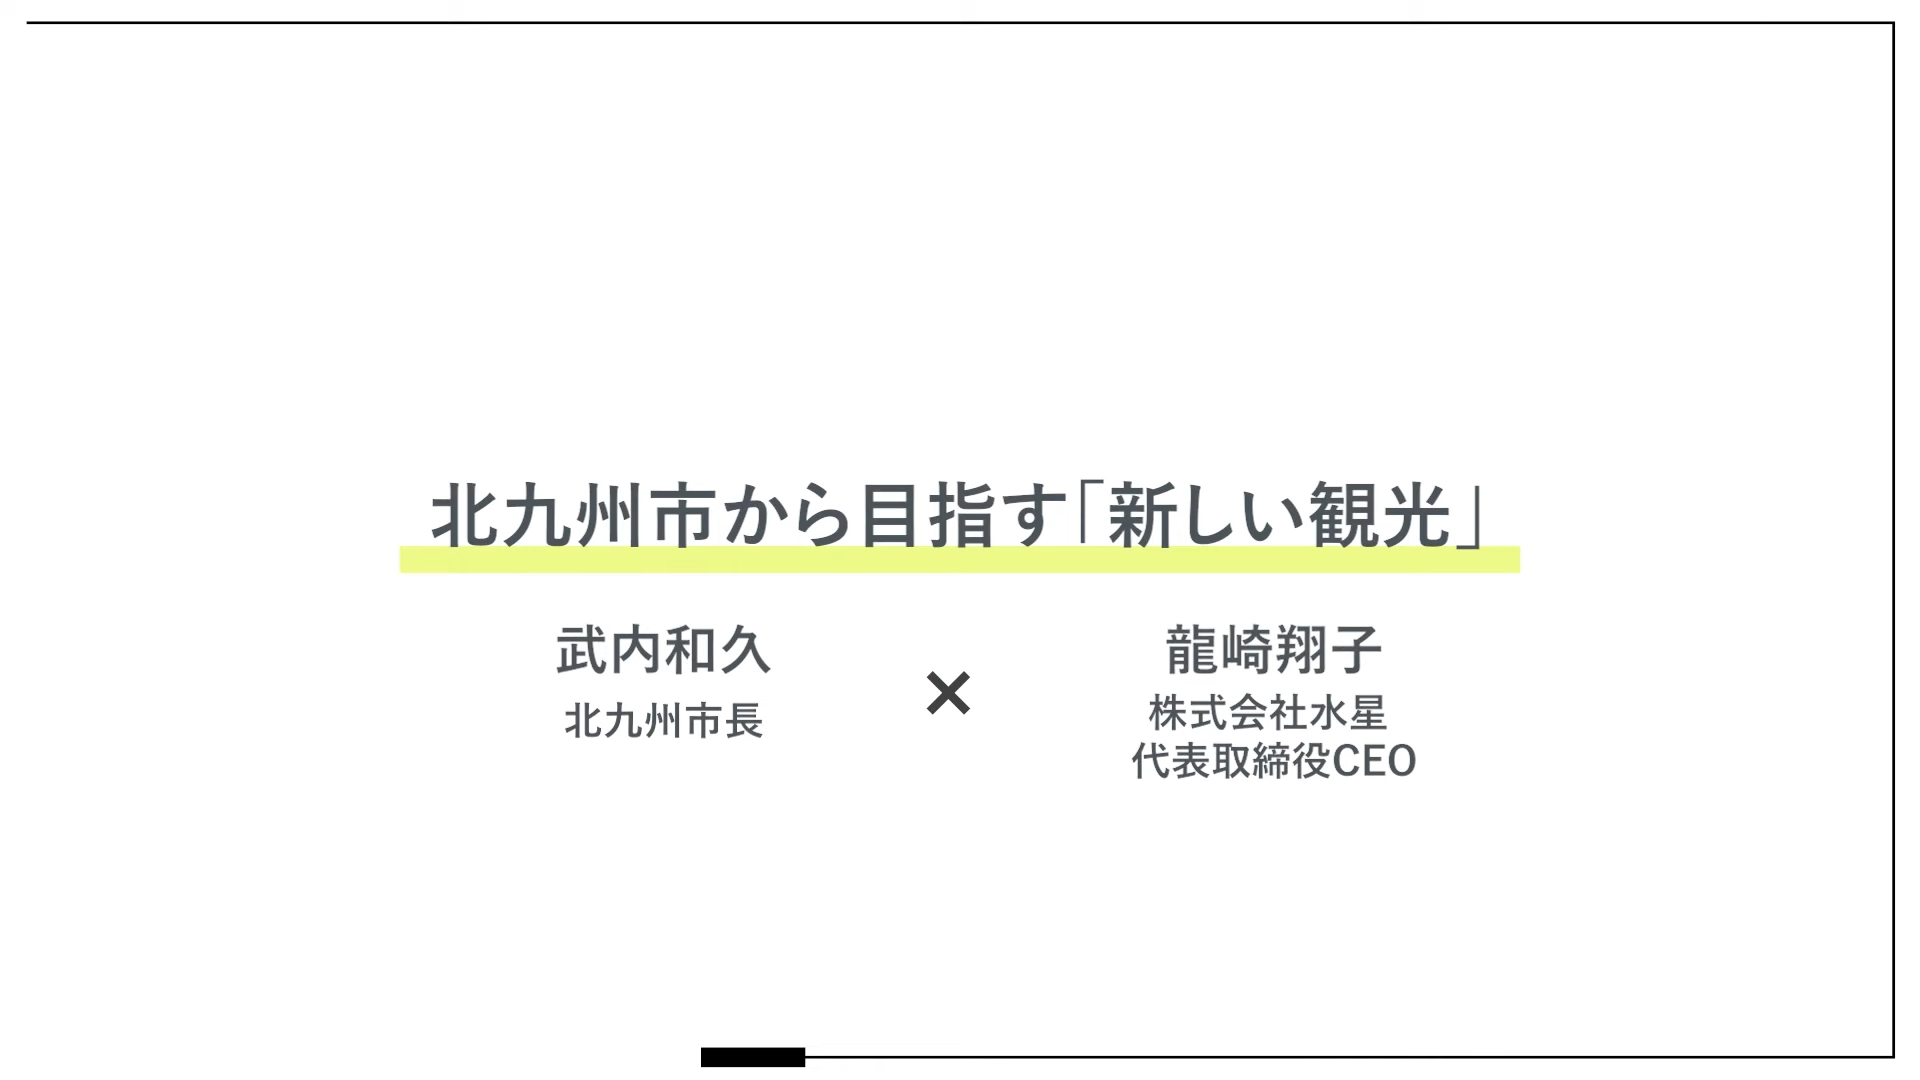 北九州市から目指す「新しい観光」
武内和久
北九州市長
×
龍崎翔子
株式会社水星
代表取締役CEO